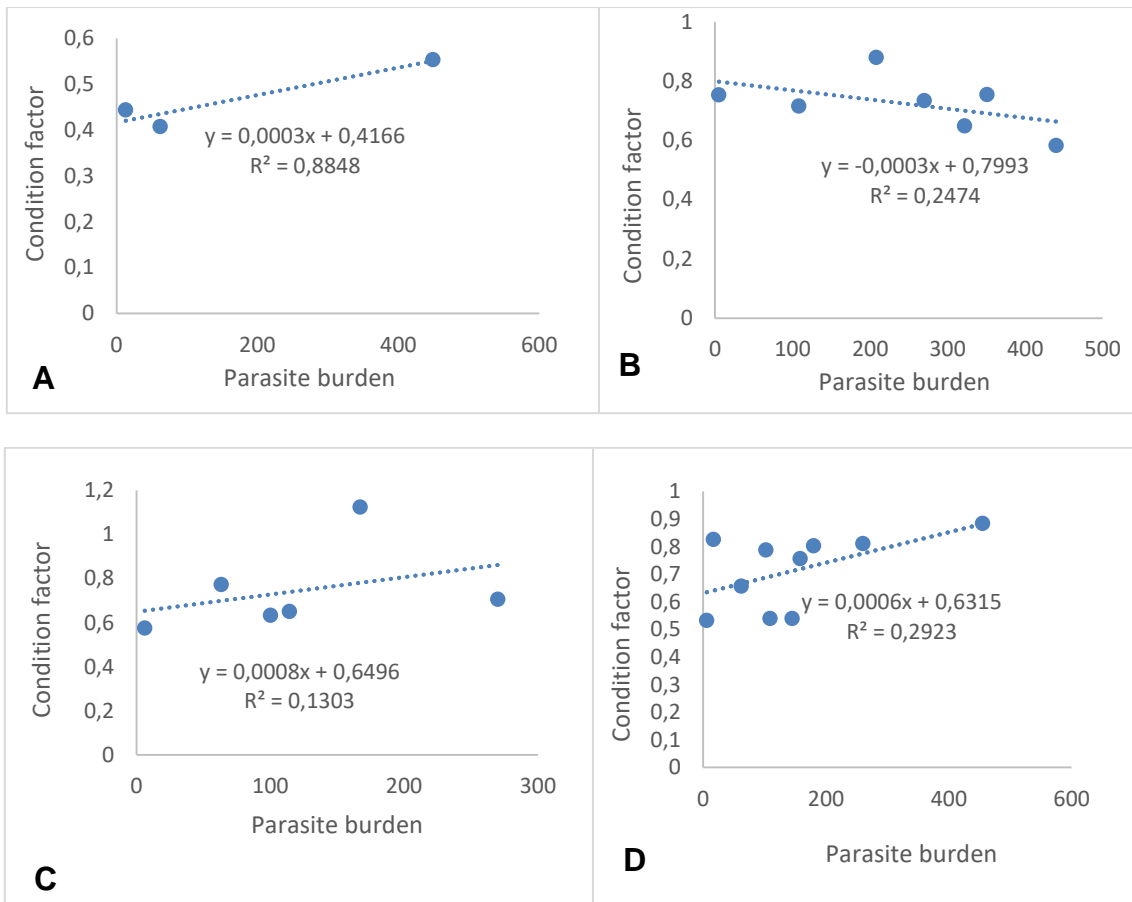 0,6
0,5
0,4
0,3
0,2
0,1
0
Condition factor
y = 0,0003x + 0,4166
R² = 0,8848
0 200 400 600
Parasite burden
A
1
0,8
0,6
0,4
0,2
0
Condition factor
y = -0,0003x + 0,7993
R² = 0,2474
0 100 200 300 400 500
Parasite burden
B
1,2
1
0,8
0,6
0,4
0,2
0
Condition factor
y = 0,0008x + 0,6496
R² = 0,1303
0 100 200 300
Parasite burden
C
1
0,9
0,8
0,7
0,6
0,5
0,4
0,3
0,2
0,1
0
Condition factor
y = 0,0006x + 0,6315
R² = 0,2923
0 200 400 600
Parasite burden
D